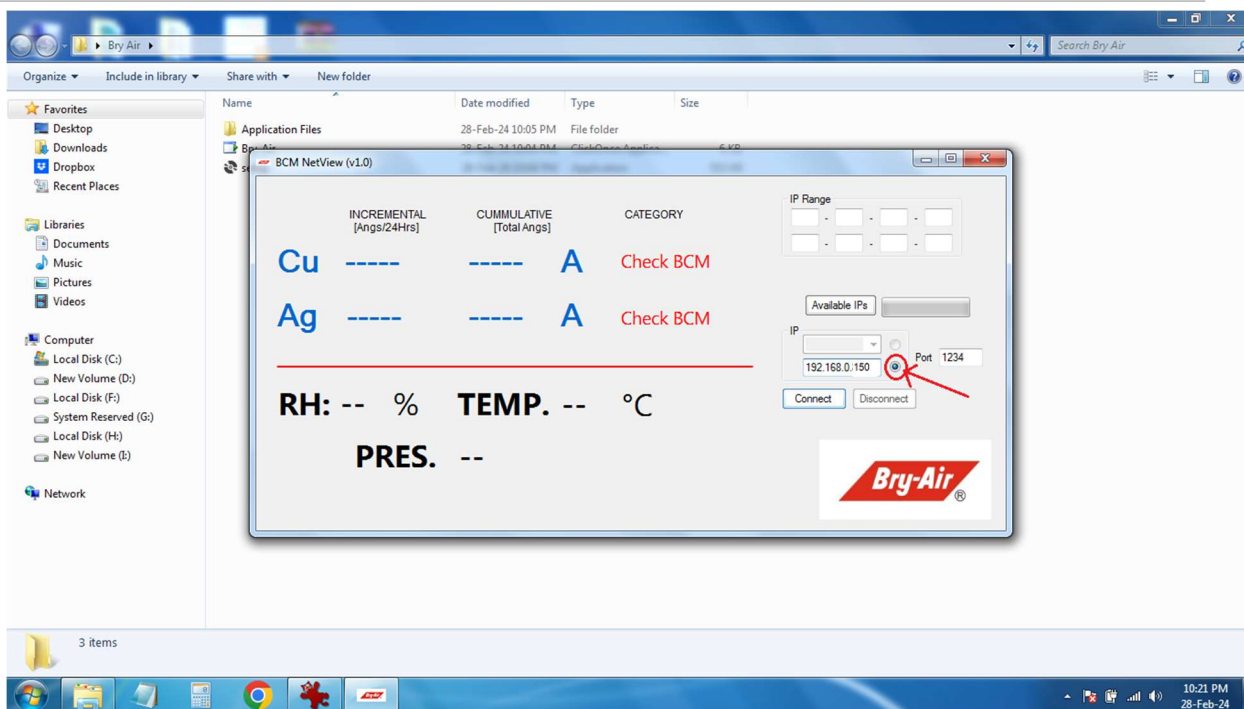 Bry Air
Search Bry Air
Organize Include in library Share with New folder
Name Date modified Type Size
Application Files 28-Feb-24 10:05 PM File folder
Favorites
Desktop
Downloads
Dropbox
Recent Places
Libraries
Documents
Music
Pictures
Videos
Computer
Local Disk (C:)
New Volume (D:)
Local Disk (F:)
System Reserved (G:)
Local Disk (H:)
New Volume (I:)
Network
BCM NetView (v1.0)
INCREMENTAL CUMMULATIVE CATEGORY
[Angs/24Hrs] [Total Angs]
Cu ----- ----- A Check BCM
Ag ----- ----- A Check BCM
RH: -- % TEMP. -- °C
PRES. --
IP Range
- - -
- - -
Available IPs
IP
192.168.0.150
Port 1234
Connect Disconnect
Bry-Air ®
3 items
Bry-Air
10:21 PM
28-Feb-24